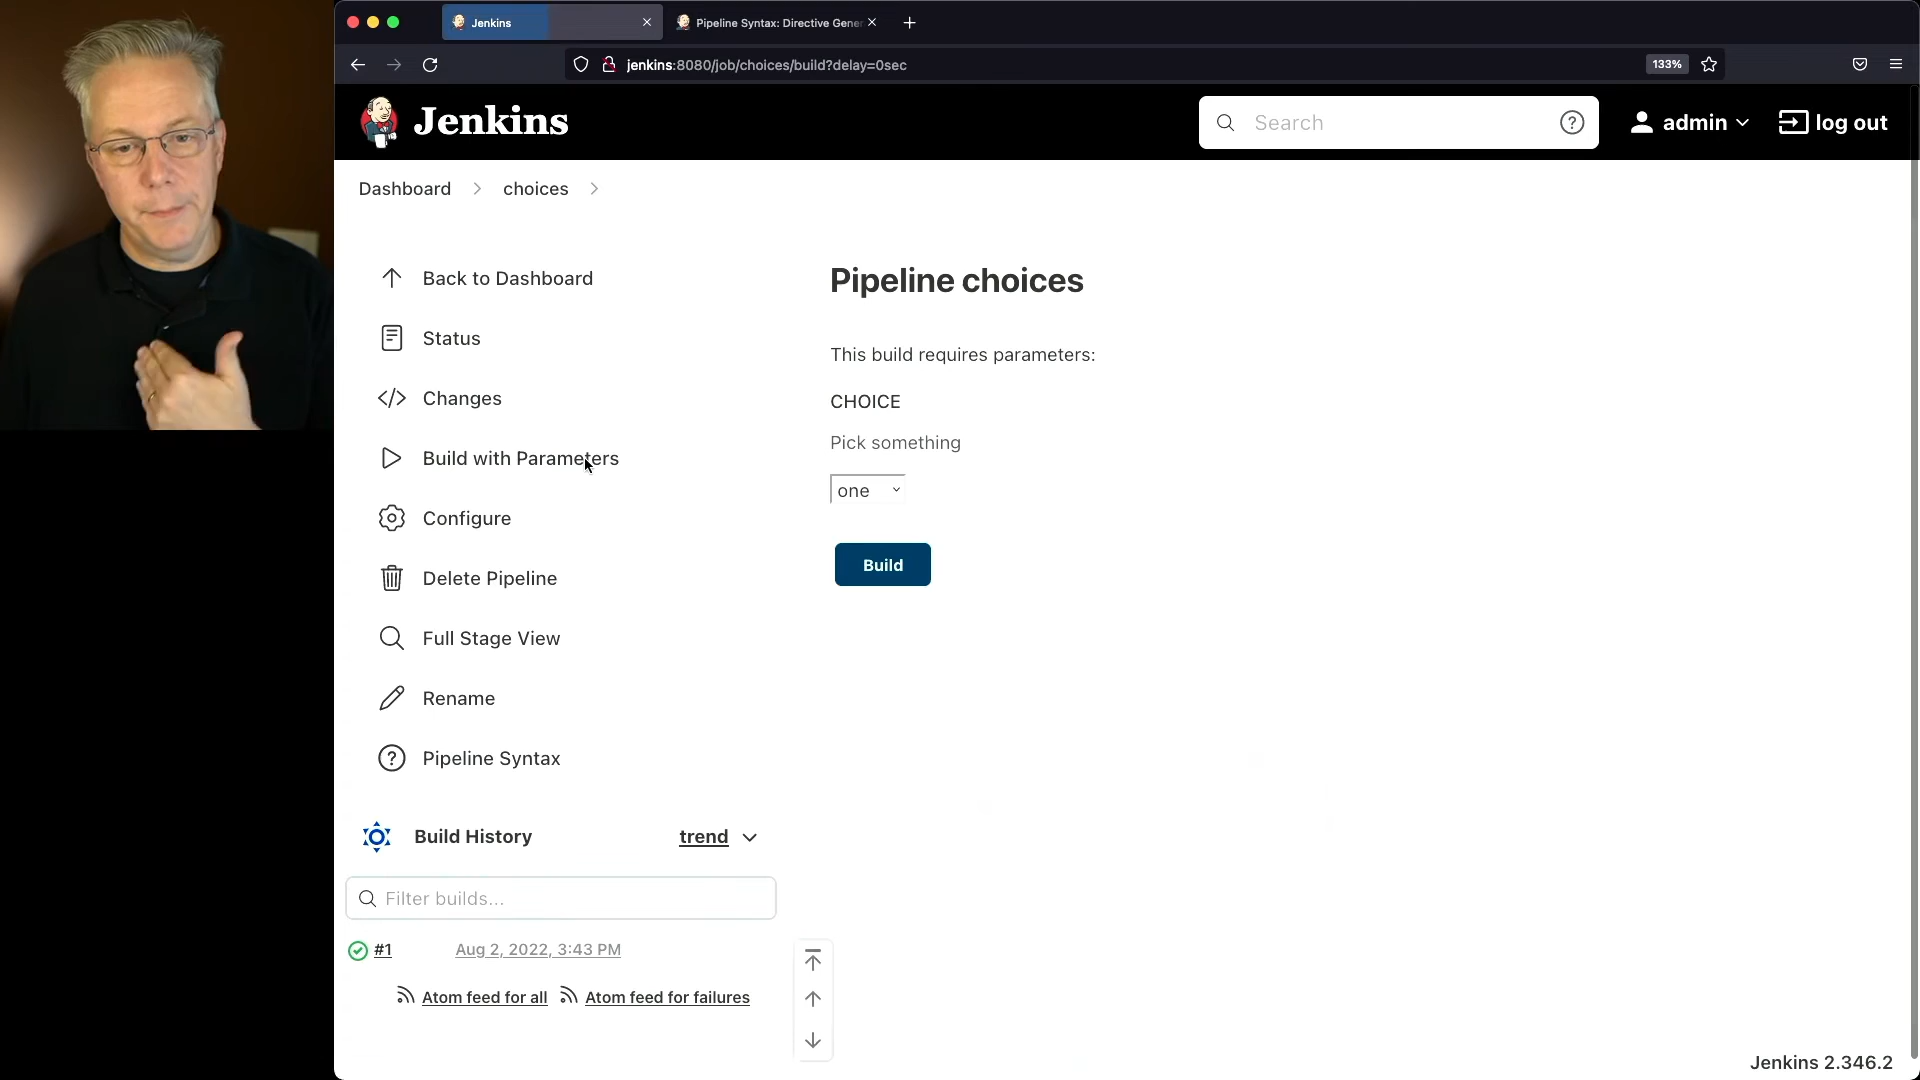 Jenkins
Pipeline Syntax: Directive Gene
jenkins:8080/job/choices/build?delay=0sec
133%
Jenkins
Search
admin
log out
Dashboard
choices
Back to Dashboard
Status
Changes
Build with Parameters
Configure
Delete Pipeline
Full Stage View
Rename
Pipeline Syntax
Pipeline choices
This build requires parameters:
CHOICE
Pick something
one
Build
Build History
trend
Filter builds...
#1
Aug 2, 2022, 3:43 PM
Atom feed for all
Atom feed for failures
Jenkins 2.346.2